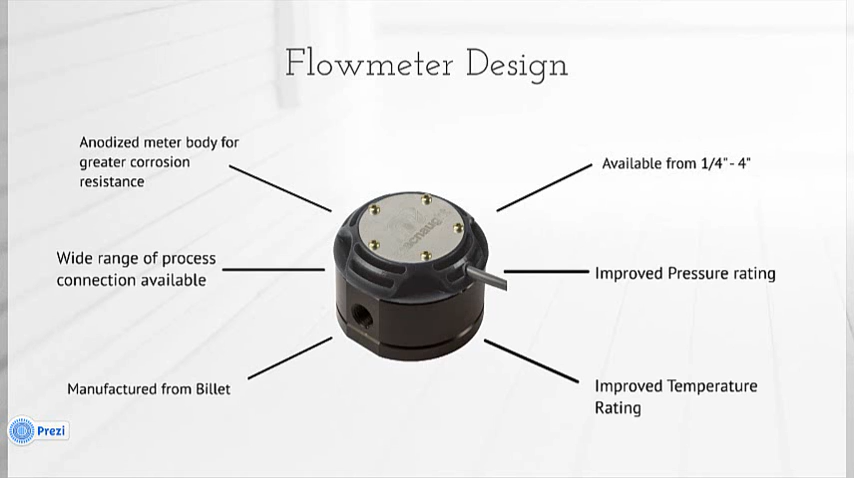 Flowmeter Design
Anodized meter body for
greater corrosion
resistance
Available from 1/4"- 4"
Wide range of process
connection available
Improved Pressure rating
Manufactured from Billet
Improved Temperature
Rating
Prezi